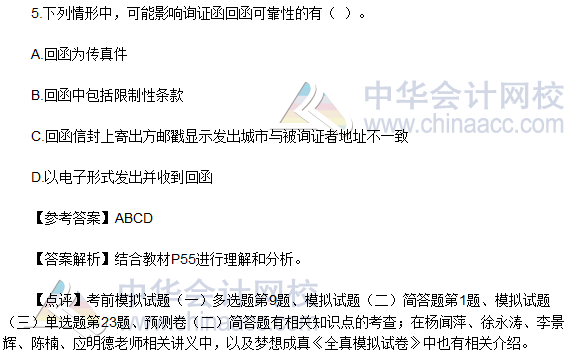 5.下列情形中，可能影响询证函回函可靠性的有（ ）。
A.回函为传真件
B.回函中包括限制性条款
C.回函信封上寄出方邮戳显示发出城市与被询证者地址不一致
D.以电子形式发出并收到回函
【参考答案】ABCD
【答案解析】结合教材P55进行理解和分析。
【点评】考前模拟试题（一）多选题第9题、模拟试题（二）简答题第1题、模拟试题
（三）单选题第23题、预测卷（二）简答题有相关知识点的考查；在杨闻萍、徐永涛、李景
辉、陈楠、应明德老师相关讲义中，以及梦想成真《全真模拟试卷》中也有相关介绍。
中华会计网校
www.chinaacc.com
中华会计网校
www.chinaacc.com